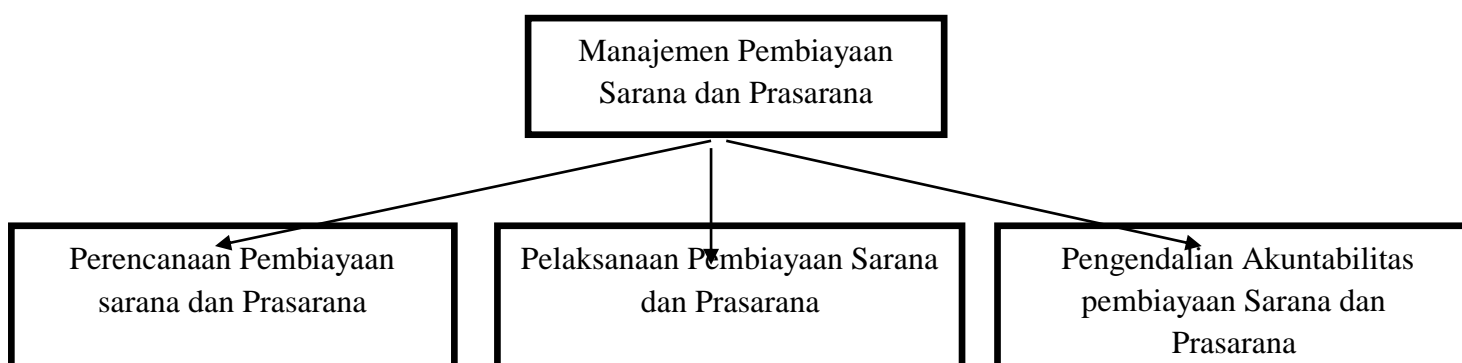 Manajemen Pembiayaan
Sarana dan Prasarana
Perencanaan Pembiayaan
sarana dan Prasarana
Pelaksanaan Pembiayaan Sarana
dan Prasarana
Pengendalian Akuntabilitas
pembiayaan Sarana dan
Prasarana